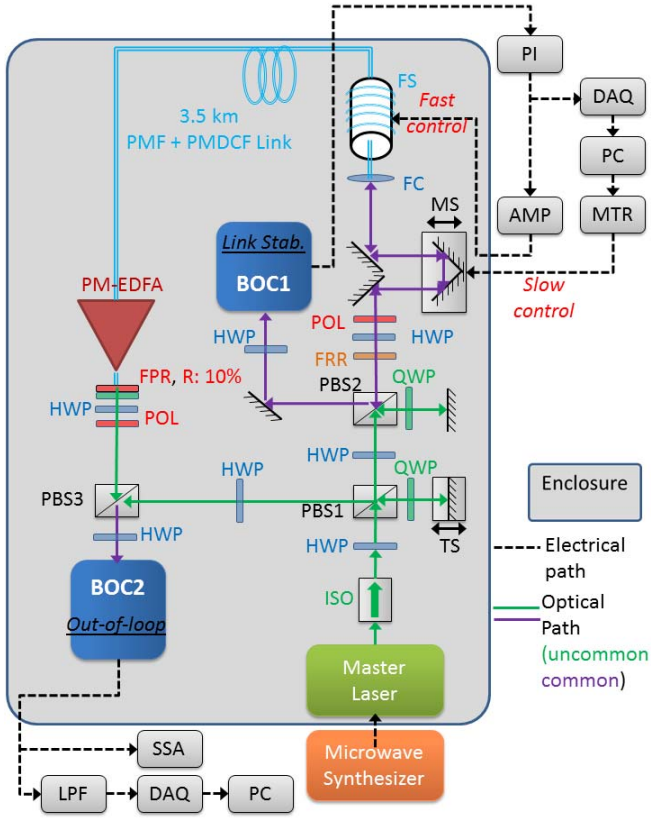 PI
FS
Fast
control
DAQ
3.5 km
PMF + PMDCF Link
PC
FC
MS
AMP
MTR
Link Stab.
BOC1
Slow
control
PM-EDFA
POL
HWP
HWP
FRR
FPR, R: 10%
PBS2
QWP
HWP
POL
HWP
HWP
QWP
PBS3
PBS1
Enclosure
HWP
HWP
TS
Electrical
path
BOC2
Out-of-loop
ISO
Optical
Path
(uncommon
common)
Master
Laser
SSA
Microwave
Synthesizer
LPF
DAQ
PC